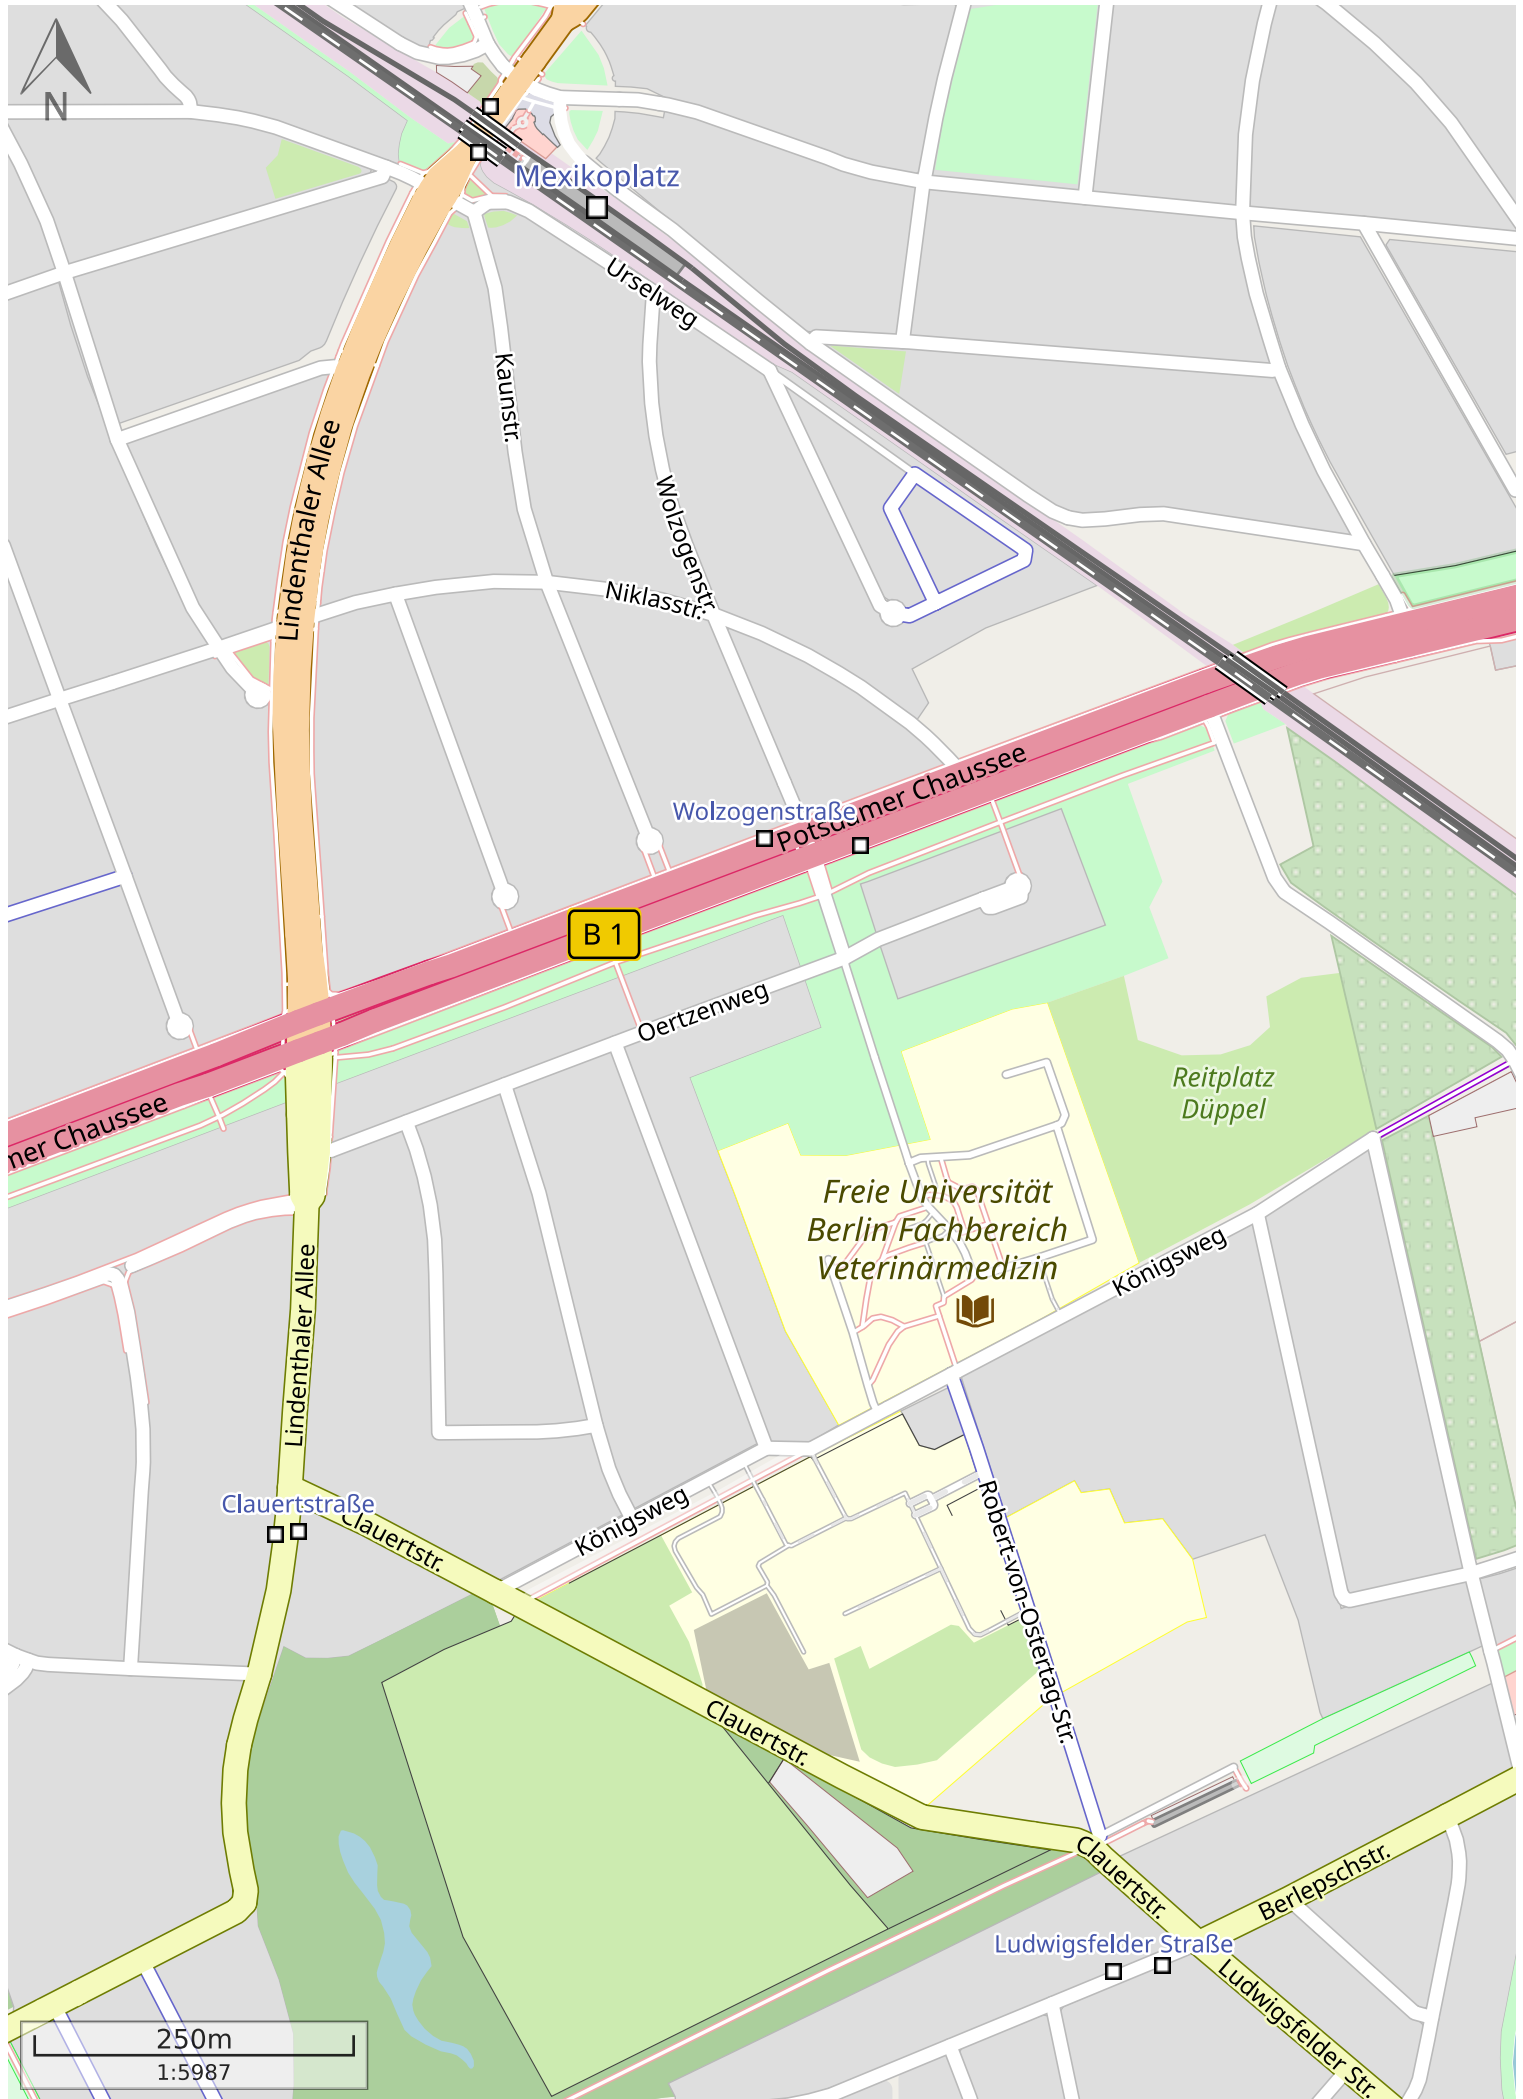 N
Mexikoplatz
Urselweg
Kaunstr.
Lindenthaler Allee
Wolzogenstr.
Niklasstr.
Potsdamer Chaussee
Wolzogenstraße
B 1
Oertzenweg
mer Chaussee
Reitplatz
Düppel
Freie Universität
Berlin Fachbereich
Veterinärmedizin
Königsweg
Lindenthaler Allee
Clauertstraße
Clauertstr.
Königsweg
Robert-von-Ostertag-Str.
Clauertstr.
Clauertstr.
Berlepschstr.
Ludwigsfelder Straße
Ludwigsfelder Str.
250m
1:5987